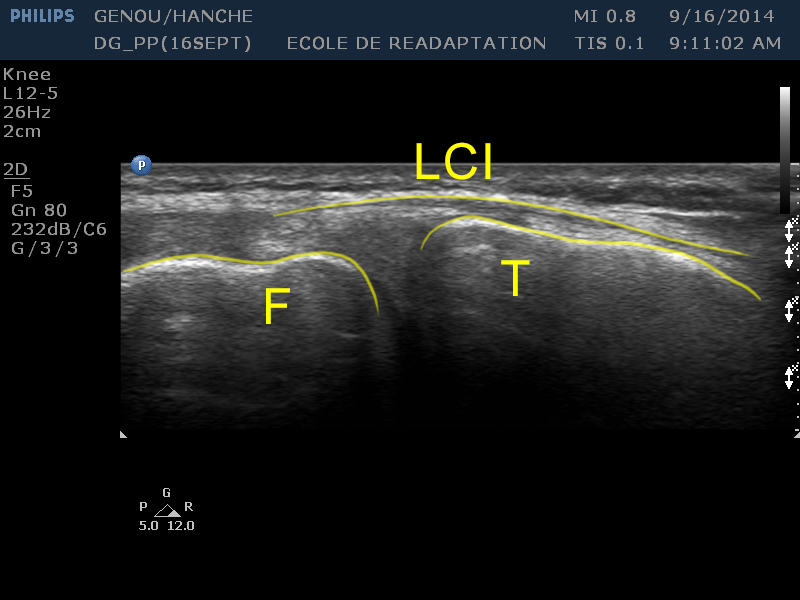 PHILIPS GENOU/HANCHE MI 0.8 9/16/2014
DG_PP(16SEPT) ECOLE DE READAPTATION TIS 0.1 9:11:02 AM
Knee
L12-5
26Hz
2cm
2D
F5
Gn 80
232dB/C6
G/3/3
P
LCI
F
T
G
P R
5.0 12.0